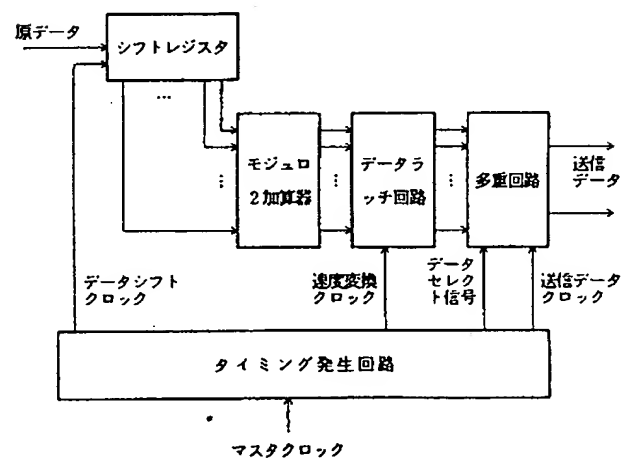 原データ
シフトレジスタ
…
モジュロ
2加算器
データラ
ッチ回路
多重回路
送信
データ
データシフト
クロック
速度変換
クロック
データ
セレク
ト信号
送信データ
クロック
タイミング発生回路
マスタクロック